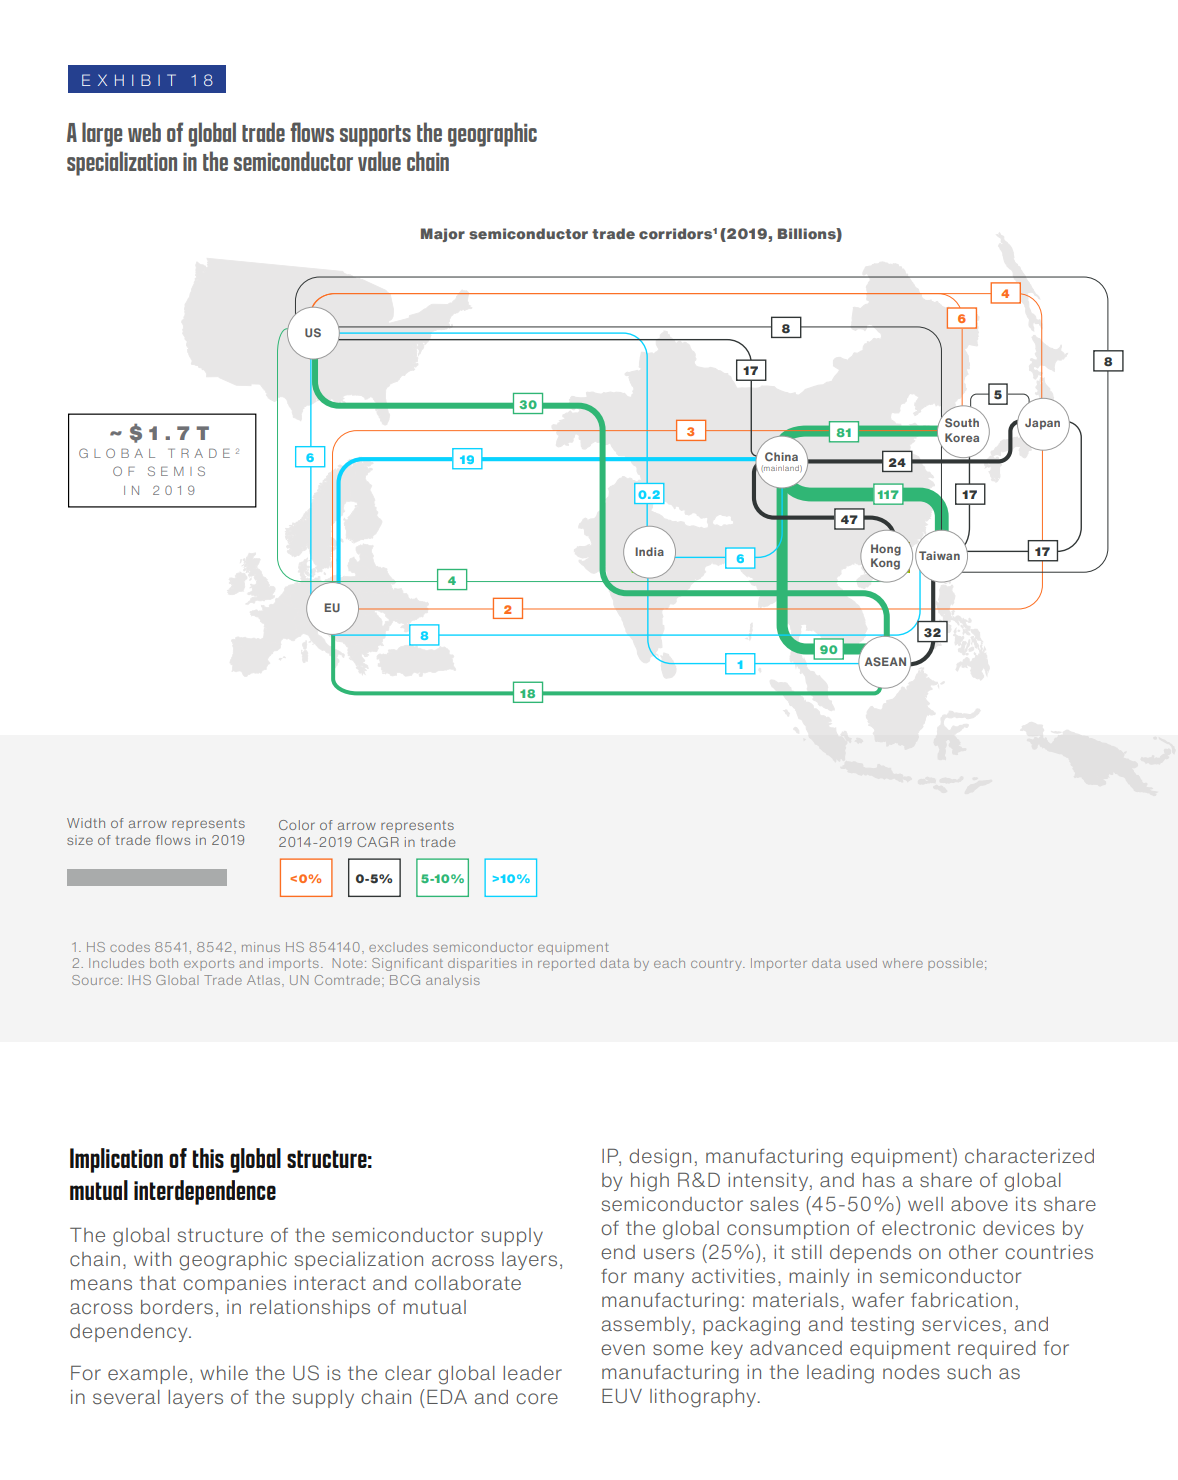 EXHIBIT 18
A large web of global trade flows supports the geographic
specialization in the semiconductor value chain
Major semiconductor trade corridors¹ (2019, Billions)
4
6
US
8
8
17
5
30
3
81
South
Korea
Japan
~$1.7T
GLOBAL TRADE²
OF SEMIS
IN 2019
6
19
China
(mainland)
24
0.2
117
17
47
India
6
Hong
Kong
Taiwan
17
4
EU
2
8
32
90
1
ASEAN
18
Width of arrow represents
size of trade flows in 2019
Color of arrow represents
2014-2019 CAGR in trade
<0%
0-5%
5-10%
>10%
1. HS codes 8541, 8542, minus HS 854140, excludes semiconductor equipment
2. Includes both exports and imports. Note: Significant disparities in reported data by each country. Importer data used where possible;
Source: IHS Global Trade Atlas, UN Comtrade; BCG analysis
Implication of this global structure:
mutual interdependence
The global structure of the semiconductor supply
chain, with geographic specialization across layers,
means that companies interact and collaborate
across borders, in relationships of mutual
dependency.
For example, while the US is the clear global leader
in several layers of the supply chain (EDA and core
IP, design, manufacturing equipment) characterized
by high R&D intensity, and has a share of global
semiconductor sales (45-50%) well above its share
of the global consumption of electronic devices by
end users (25%), it still depends on other countries
for many activities, mainly in semiconductor
manufacturing: materials, wafer fabrication,
assembly, packaging and testing services, and
even some key advanced equipment required for
manufacturing in the leading nodes such as
EUV lithography.